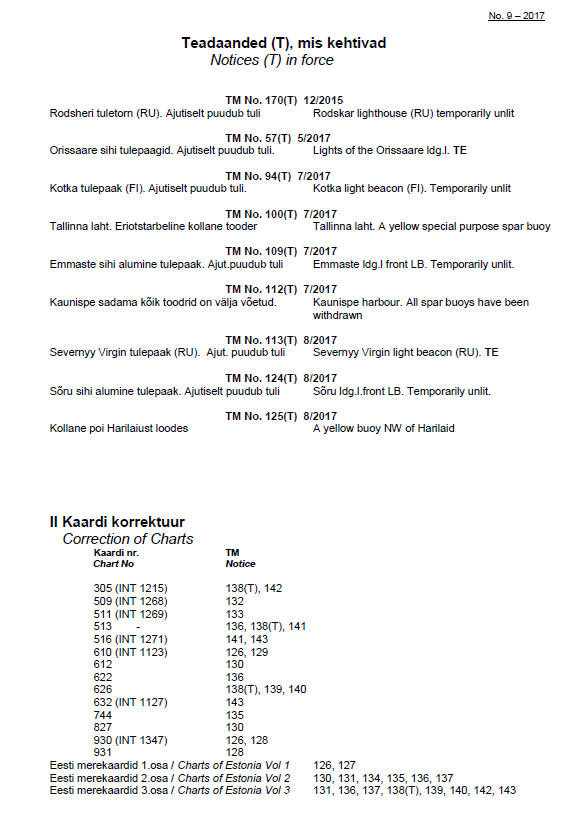 No. 9 – 2017
Teadaanded (T), mis kehtivad
Notices (T) in force
TM No. 170(T) 12/2015
Rodsheri tuletorn (RU). Ajutiselt puudub tuli Rodskar lighthouse (RU) temporarily unlit
TM No. 57(T) 5/2017
Orissaare sihi tulepaagid. Ajutiselt puudub tuli. Lights of the Orissaare ldg.l. TE
TM No. 94(T) 7/2017
Kotka tulepaak (FI). Ajutiselt puudub tuli. Kotka light beacon (FI). Temporarily unlit
TM No. 100(T) 7/2017
Tallinna laht. Eriotstarbeline kollane tooder Tallinna laht. A yellow special purpose spar buoy
TM No. 109(T) 7/2017
Emmaste sihi alumine tulepaak. Ajut.puudub tuli Emmaste ldg.l front LB. Temporarily unlit.
TM No. 112(T) 7/2017
Kaunispe sadama kõik toodrid on välja võetud. Kaunispe harbour. All spar buoys have been
withdrawn
TM No. 113(T) 8/2017
Severnyy Virgin tulepaak (RU). Ajut. puudub tuli Severnyy Virgin light beacon (RU). TE
TM No. 124(T) 8/2017
Sõru sihi alumine tulepaak. Ajutiselt puudub tuli Sõru ldg.l.front LB. Temporarily unlit.
TM No. 125(T) 8/2017
Kollane poi Harilaiust loodes A yellow buoy NW of Harilaid
II Kaardi korrektuur
Correction of Charts
Kaardi nr. TM
Chart No Notice
305 (INT 1215) 138(T), 142
509 (INT 1268) 132
511 (INT 1269) 133
513 - 136, 138(T), 141
516 (INT 1271) 141, 143
610 (INT 1123) 126, 129
612 130
622 136
626 138(T), 139, 140
632 (INT 1127) 143
744 135
827 130
930 (INT 1347) 126, 128
931 128
Eesti merekaardid 1.osa / Charts of Estonia Vol 1 126, 127
Eesti merekaardid 2.osa / Charts of Estonia Vol 2 130, 131, 134, 135, 136, 137
Eesti merekaardid 3.osa / Charts of Estonia Vol 3 131, 136, 137, 138(T), 139, 140, 142, 143